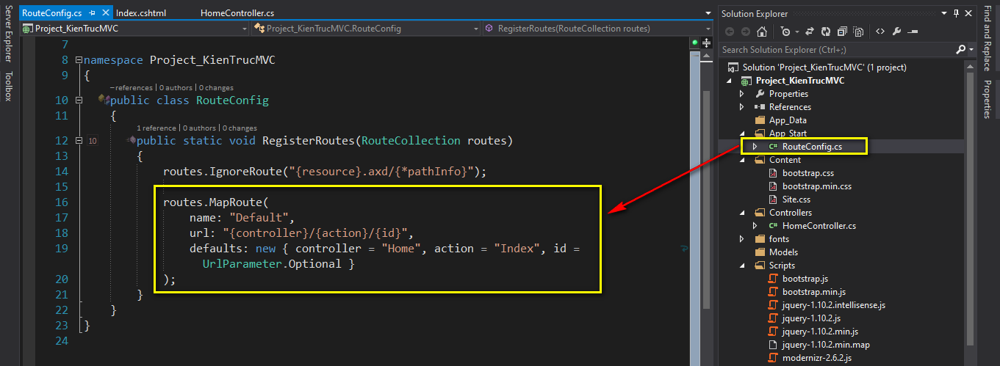 Server Explorer
Toolbox
RouteConfig.cs
Index.cshtml
HomeController.cs
Project_KienTrucMVC
Project_KienTrucMVC.RouteConfig
RegisterRoutes(RouteCollection routes)
7
8 namespace Project_KienTrucMVC
9 {
–references | 0 authors | 0 changes
10 public class RouteConfig
11 {
1 reference | 0 authors | 0 changes
12 10 public static void RegisterRoutes(RouteCollection routes)
13 {
14 routes.IgnoreRoute("{resource}.axd/{*pathInfo}");
15
16 routes.MapRoute(
17 name: "Default",
18 url: "{controller}/{action}/{id}",
19 defaults: new { controller = "Home", action = "Index", id =
UrlParameter.Optional }
20 );
21 }
22 }
23 }
24
Solution Explorer
Search Solution Explorer (Ctrl+;)
Solution 'Project_KienTrucMVC' (1 project)
Project_KienTrucMVC
Properties
References
App_Data
App_Start
RouteConfig.cs
Content
bootstrap.css
bootstrap.min.css
Site.css
Controllers
HomeController.cs
fonts
Models
Scripts
bootstrap.js
bootstrap.min.js
jquery-1.10.2.intellisense.js
jquery-1.10.2.js
jquery-1.10.2.min.js
jquery-1.10.2.min.map
modernizr-2.6.2.js
Find and Replace
Properties